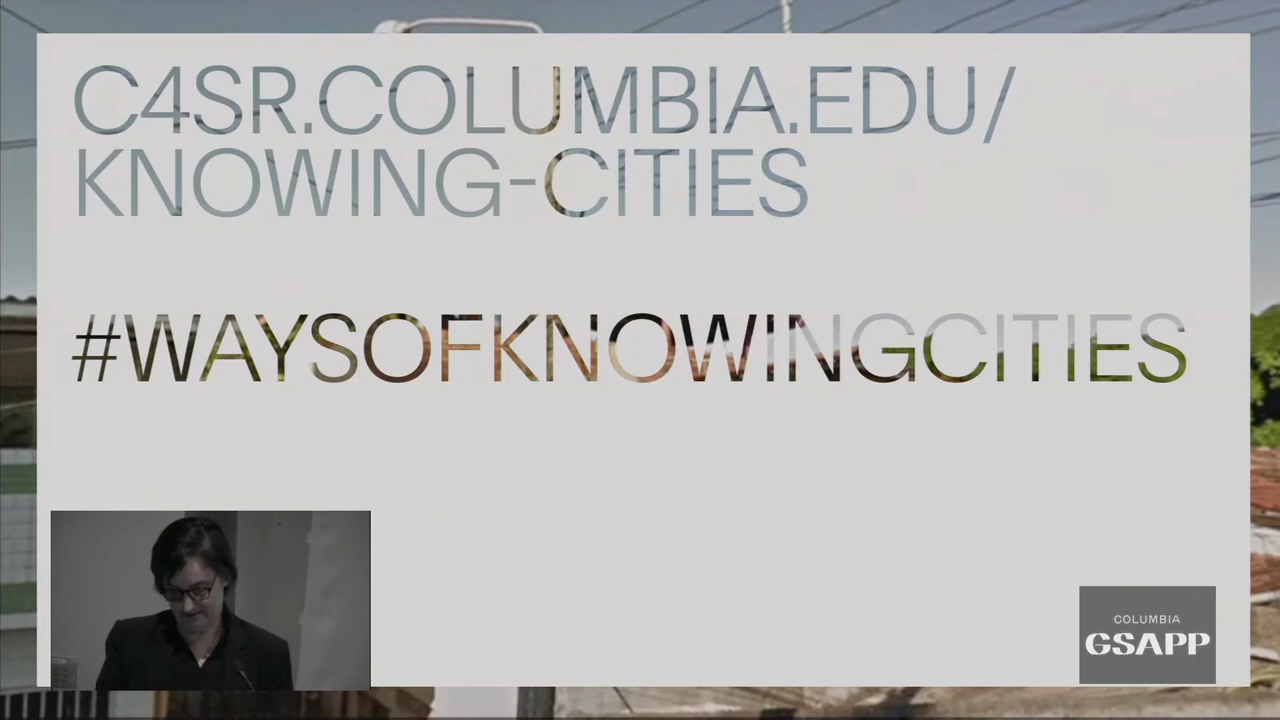 C4SR.COLUMBIA.EDU/
KNOWING-CITIES
#WAYSOFKNOWINGCITIES
COLUMBIA
GSAPP